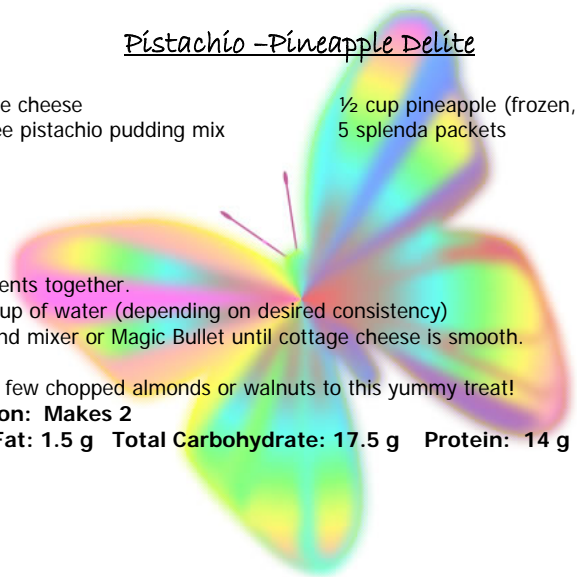 Pistachio –Pineapple Delite
e cheese ½ cup pineapple (frozen,
ee pistachio pudding mix 5 splenda packets
ents together.
up of water (depending on desired consistency)
nd mixer or Magic Bullet until cottage cheese is smooth.
few chopped almonds or walnuts to this yummy treat!
on: Makes 2
Fat: 1.5 g Total Carbohydrate: 17.5 g Protein: 14 g